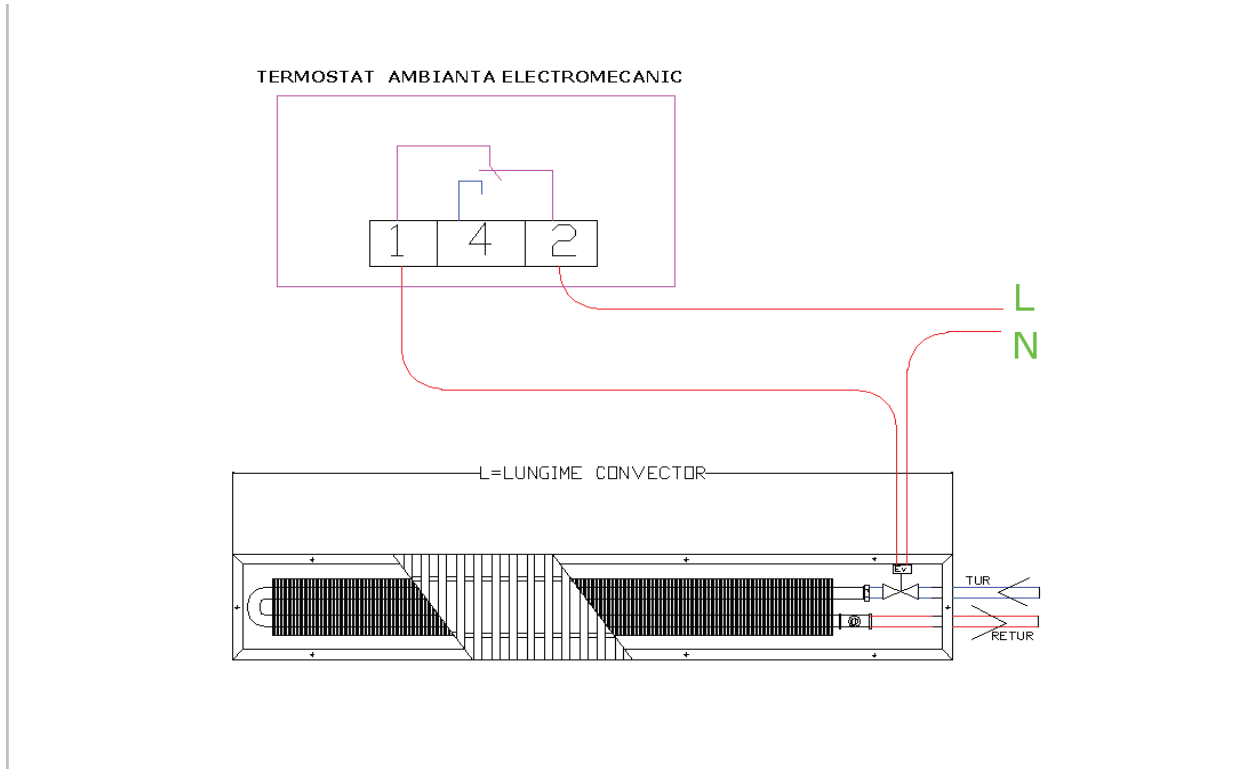 TERMOSTAT AMBIANTA ELECTROMECANIC
1 4 2
L
N
L=LUNGIME CONVECTOR
Ev
TUR
@
RETUR